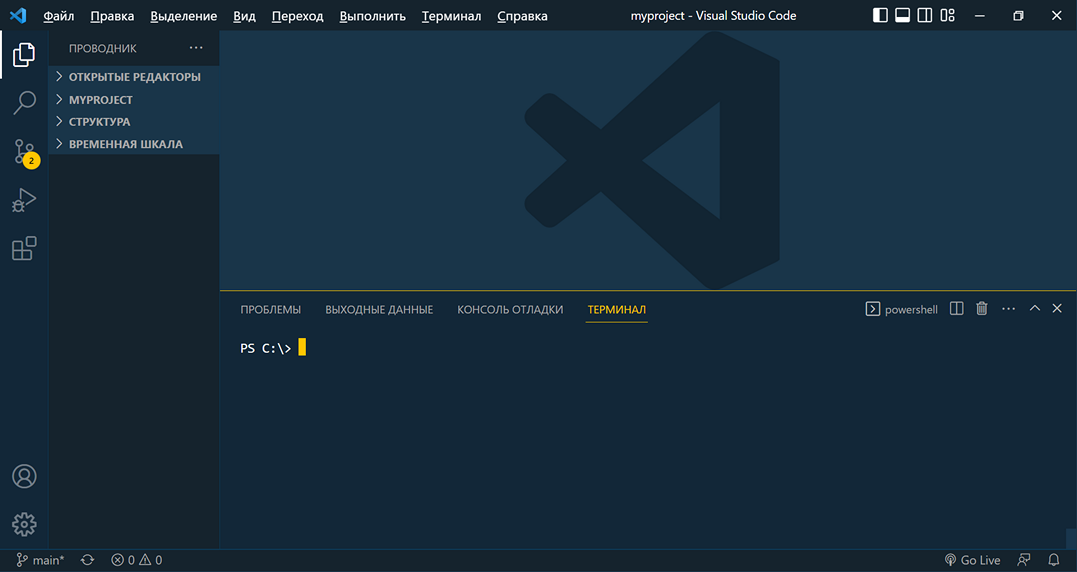 Файл Правка Выделение Вид Переход Выполнить Терминал Справка myproject - Visual Studio Code
ПРОВОДНИК
ОТКРЫТЫЕ РЕДАКТОРЫ
MYPROJECT
СТРУКТУРА
ВРЕМЕННАЯ ШКАЛА
2
ПРОБЛЕМЫ ВЫХОДНЫЕ ДАННЫЕ КОНСОЛЬ ОТЛАДКИ ТЕРМИНАЛ powershell
PS C:\>
main* 0 0 Go Live